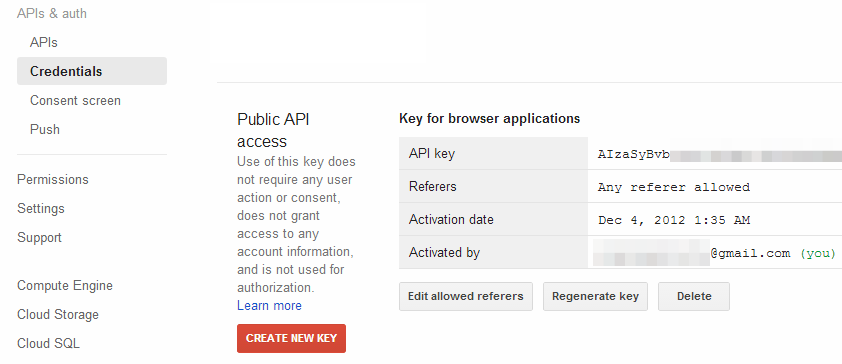 APIs & auth
APIs
Credentials
Consent screen
Push
Permissions
Settings
Support
Compute Engine
Cloud Storage
Cloud SQL
Public API
access
Use of this key does
not require any user
action or consent,
does not grant
access to any
account information,
and is not used for
authorization.
Learn more
CREATE NEW KEY
Key for browser applications
API key AIzaSyBvb
Referers Any referer allowed
Activation date Dec 4, 2012 1:35 AM
Activated by @gmail.com (you)
Edit allowed referers Regenerate key Delete